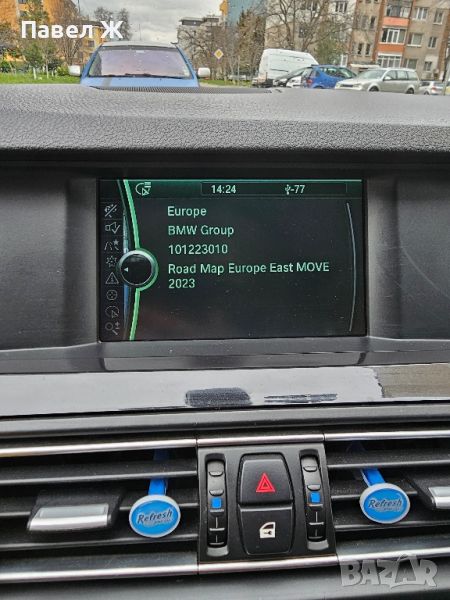 Павел Ж
14:24
-77
Europe
BMW Group
101223010
Road Map Europe East MOVE
2023
Refresh
Refresh
BAZAR